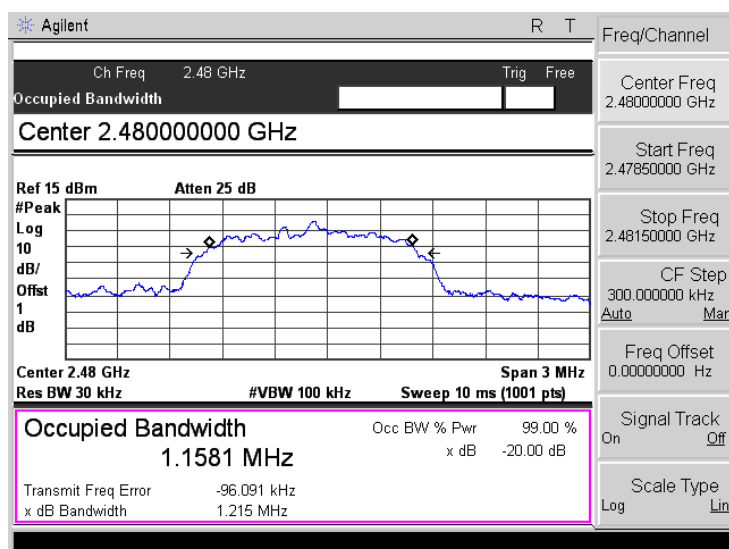 Agilent R T
Ch Freq 2.48 GHz Trig Free
Occupied Bandwidth
Center 2.480000000 GHz
Ref 15 dBm Atten 25 dB
#Peak
Log
10
dB/
Offst
1
dB
Center 2.48 GHz Span 3 MHz
Res BW 30 kHz #VBW 100 kHz Sweep 10 ms (1001 pts)
Occupied Bandwidth
1.1581 MHz
Occ BW % Pwr 99.00 %
x dB -20.00 dB
Transmit Freq Error -96.091 kHz
x dB Bandwidth 1.215 MHz
Freq/Channel
Center Freq
2.48000000 GHz
Start Freq
2.47850000 GHz
Stop Freq
2.48150000 GHz
CF Step
300.000000 kHz
Auto Man
Freq Offset
0.00000000 Hz
Signal Track
On Off
Scale Type
Log Lin